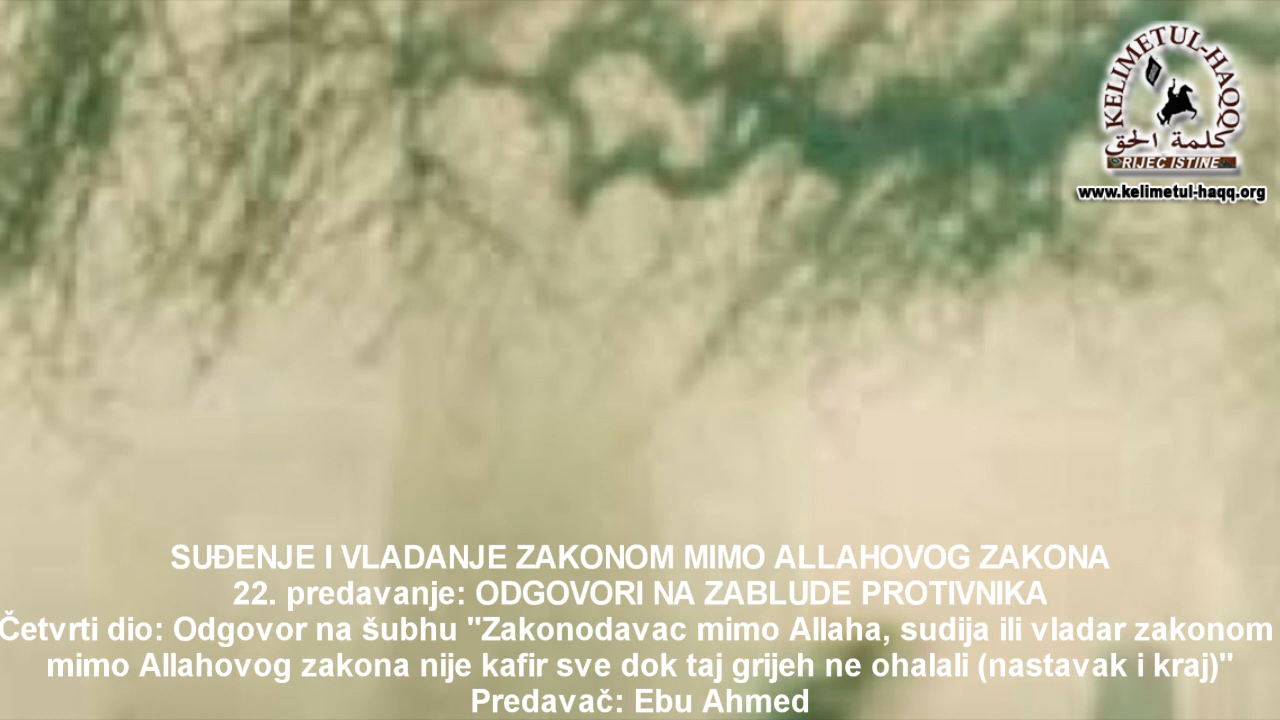 KELIMETUL-HAQQ
كلمة الحق
RIJEČ ISTINE
www.kelimetul-haqq.org
SUĐENJE I VLADANJE ZAKONOM MIMO ALLAHOVOG ZAKONA
22. predavanje: ODGOVORI NA ZABLUDE PROTIVNIKA
Četvrti dio: Odgovor na šubhu "Zakonodavac mimo Allaha, sudija ili vladar zakonom
mimo Allahovog zakona nije kafir sve dok taj grijeh ne ohalali (nastavak i kraj)"
Predavač: Ebu Ahmed